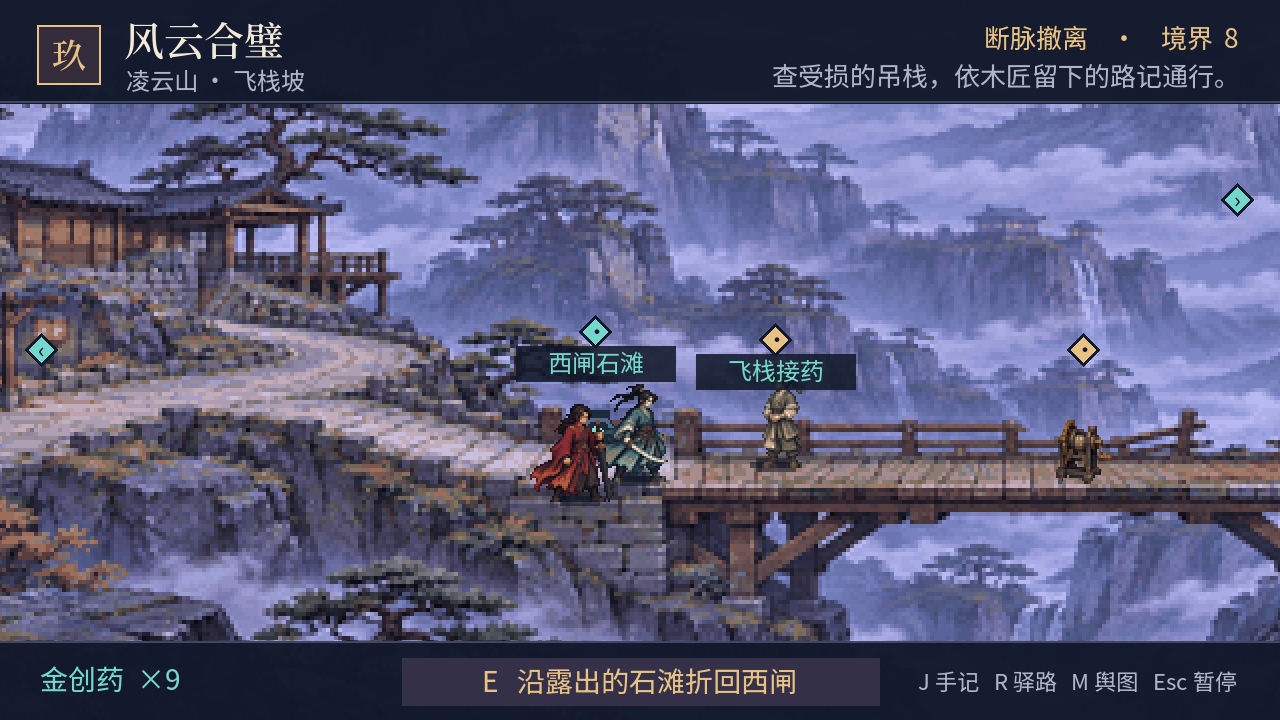 玖
风云合璧
凌云山 • 飞栈坡
断脉撤离 • 境界 8
查受损的吊栈，依木匠留下的路记通行。
西闸石滩
飞栈接药
金创药 ×9
E 沿露出的石滩折回西闸
J 手记 R 驿路 M 舆图 Esc 暂停